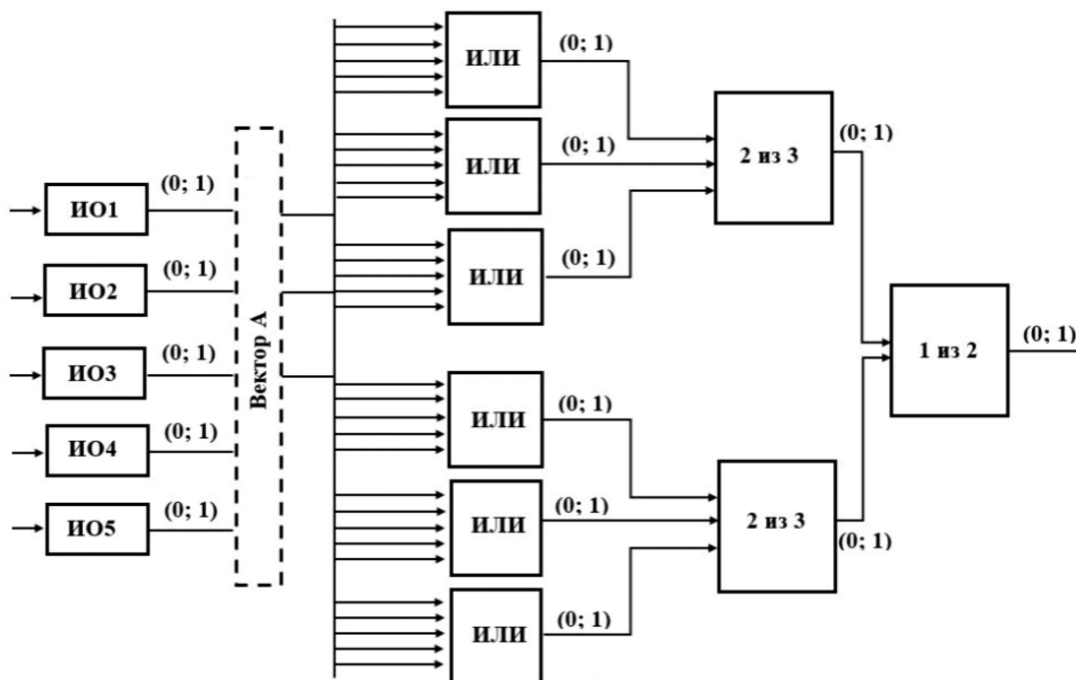 ИО1
(0; 1)
ИО2
(0; 1)
ИО3
(0; 1)
ИО4
(0; 1)
ИО5
(0; 1)
Вектор А
ИЛИ
(0; 1)
ИЛИ
(0; 1)
ИЛИ
(0; 1)
2 из 3
(0; 1)
ИЛИ
(0; 1)
ИЛИ
(0; 1)
ИЛИ
(0; 1)
2 из 3
(0; 1)
1 из 2
(0; 1)